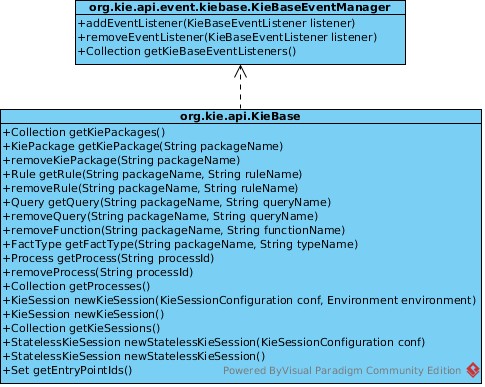 org.kie.api.event.kiebase.KieBaseEventManager
+addEventListener(KieBaseEventListener listener)
+removeEventListener(KieBaseEventListener listener)
+Collection getKieBaseEventListeners()
org.kie.api.KieBase
+Collection getKiePackages()
+KiePackage getKiePackage(String packageName)
+removeKiePackage(String packageName)
+Rule getRule(String packageName, String ruleName)
+removeRule(String packageName, String ruleName)
+Query getQuery(String packageName, String queryName)
+removeQuery(String packageName, String queryName)
+removeFunction(String packageName, String functionName)
+FactType getFactType(String packageName, String typeName)
+Process getProcess(String processId)
+removeProcess(String processId)
+Collection getProcesses()
+KieSession newKieSession(KieSessionConfiguration conf, Environment environment)
+KieSession newKieSession()
+Collection getKieSessions()
+StatelessKieSession newStatelessKieSession(KieSessionConfiguration conf)
+StatelessKieSession newStatelessKieSession()
+Set getEntryPointIds()
Powered ByVisual Paradigm Community Edition